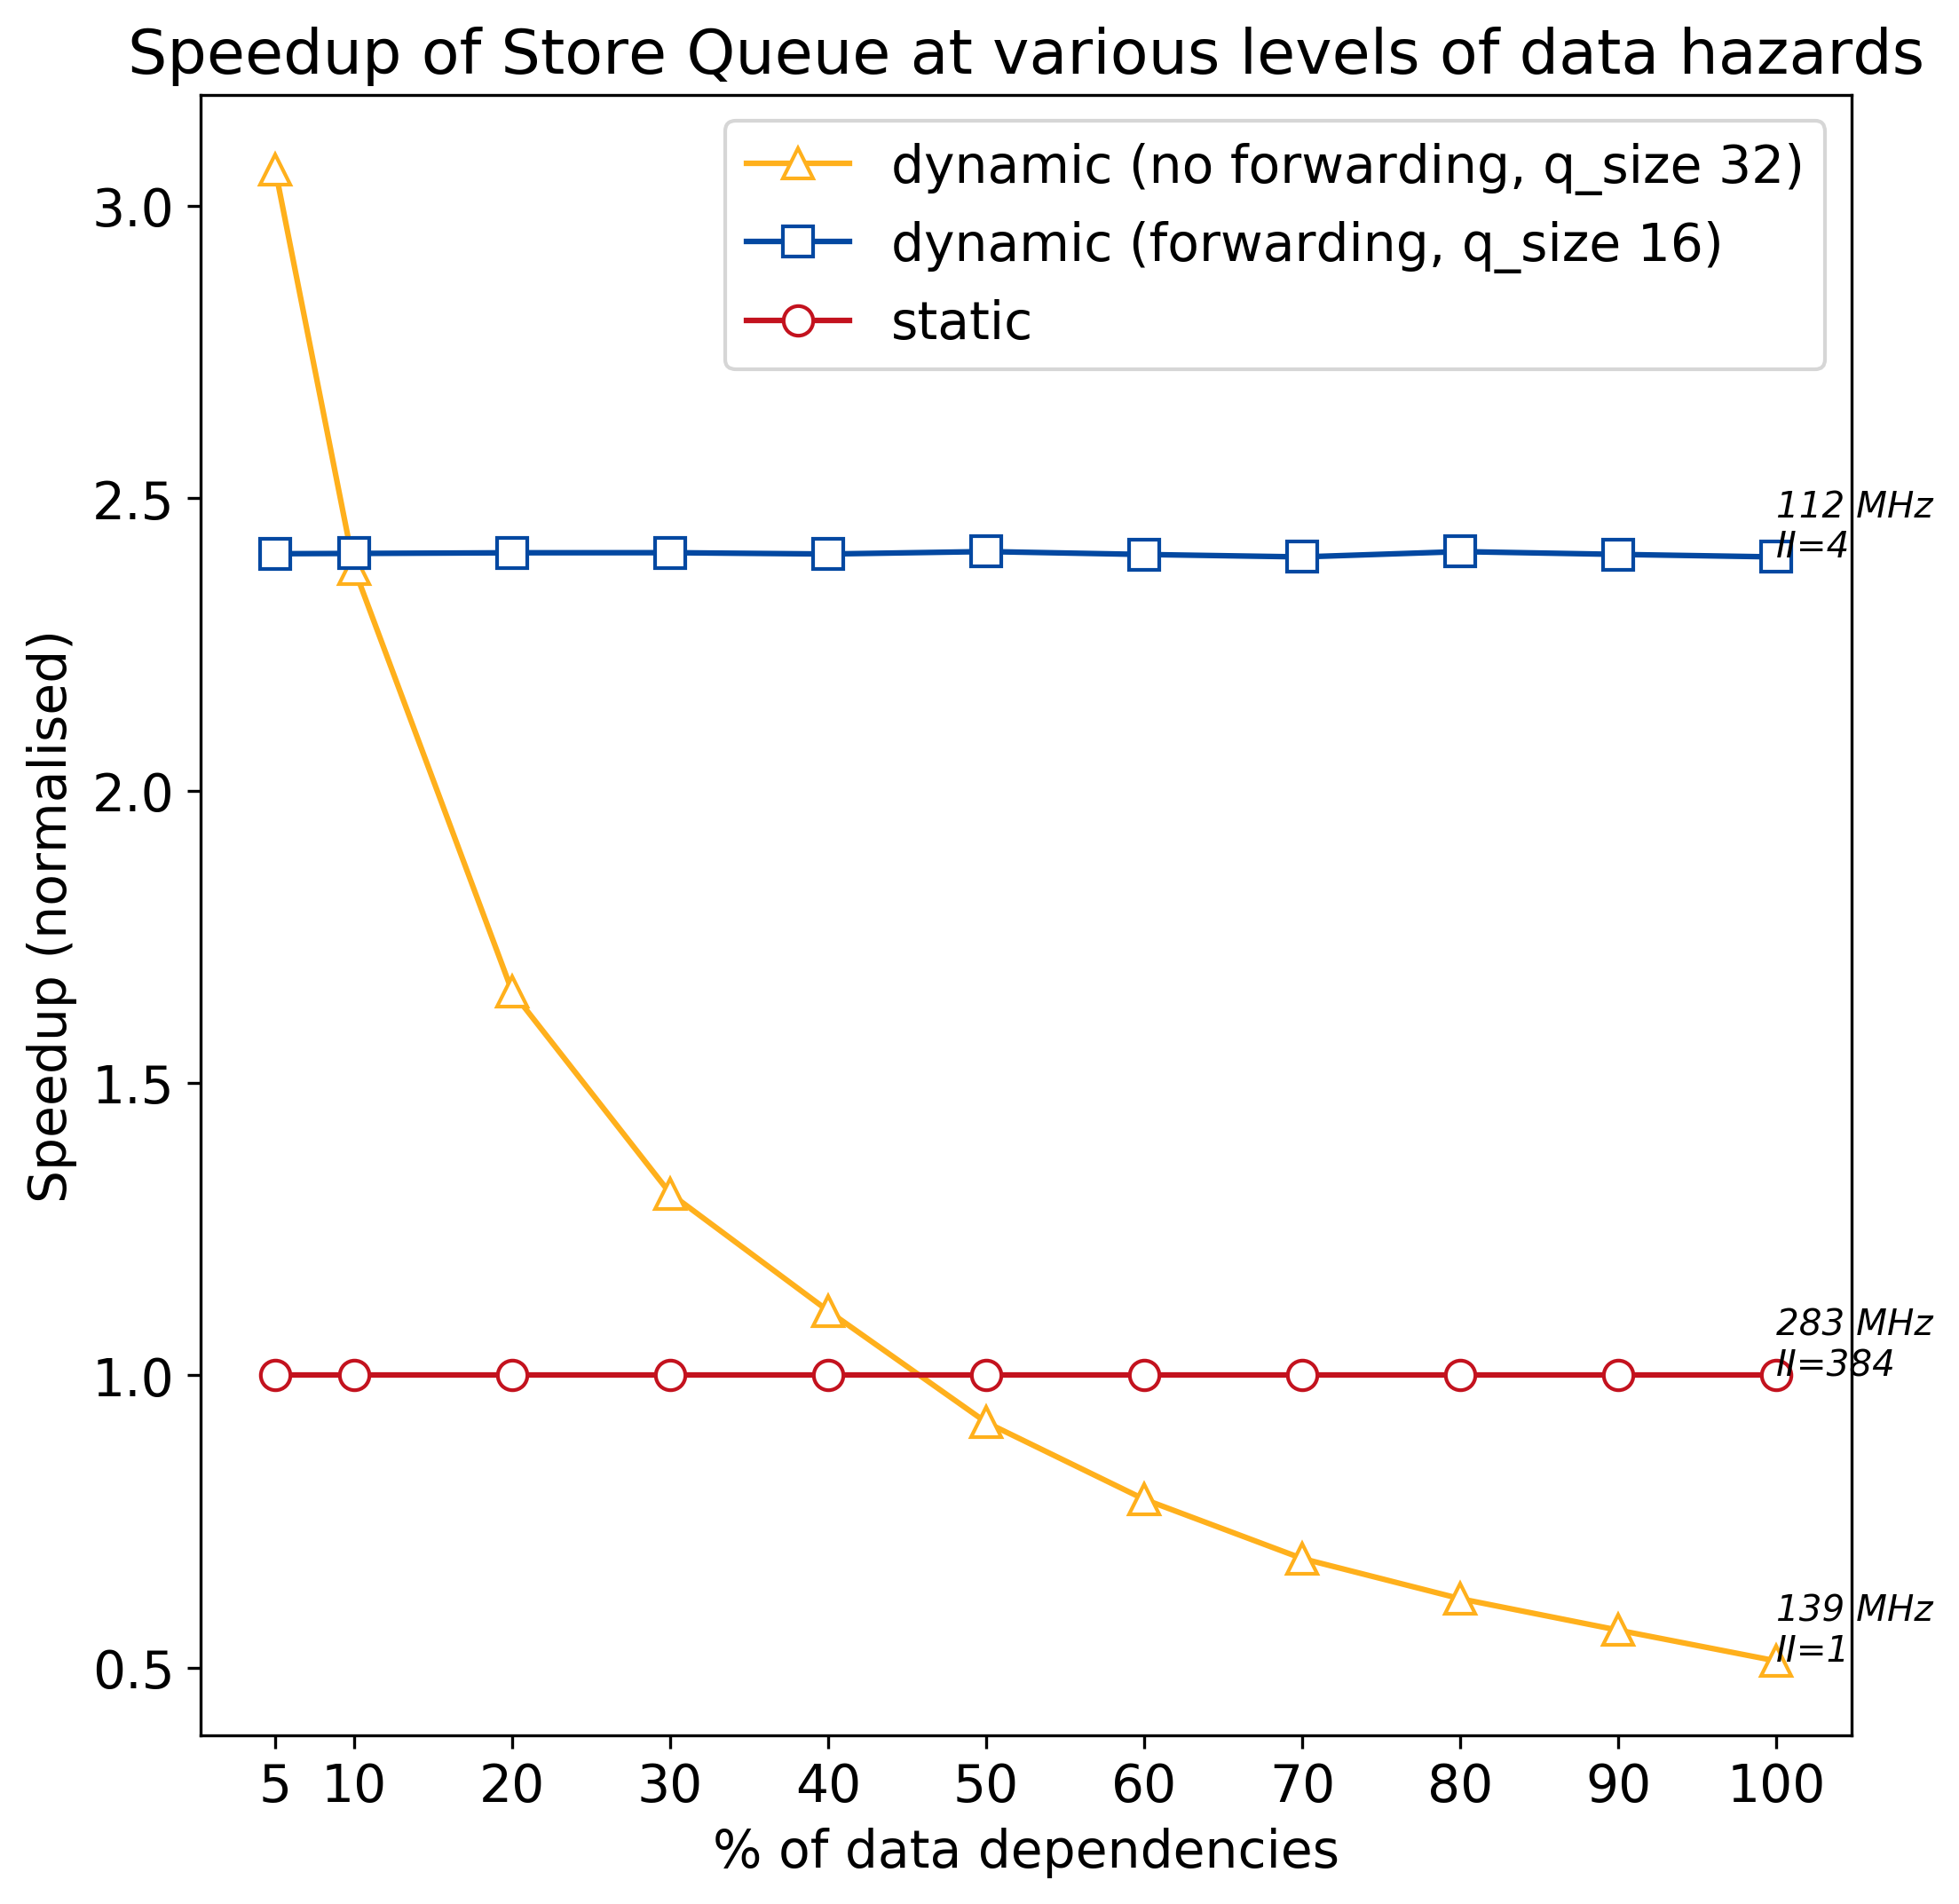 Speedup of Store Queue at various levels of data hazards
dynamic (no forwarding, q_size 32)
dynamic (forwarding, q_size 16)
static
Speedup (normalised)
3.0
2.5
2.0
1.5
1.0
0.5
112 MHz
II=4
283 MHz
II=384
139 MHz
II=1
5 10 20 30 40 50 60 70 80 90 100
% of data dependencies